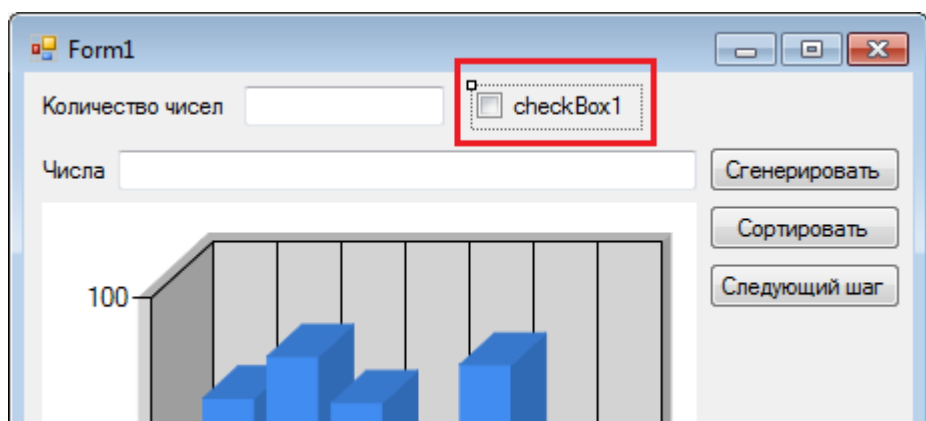 Form1
Количество чисел checkBox1
Числа Сгенерировать
Сортировать
Следующий шаг
100